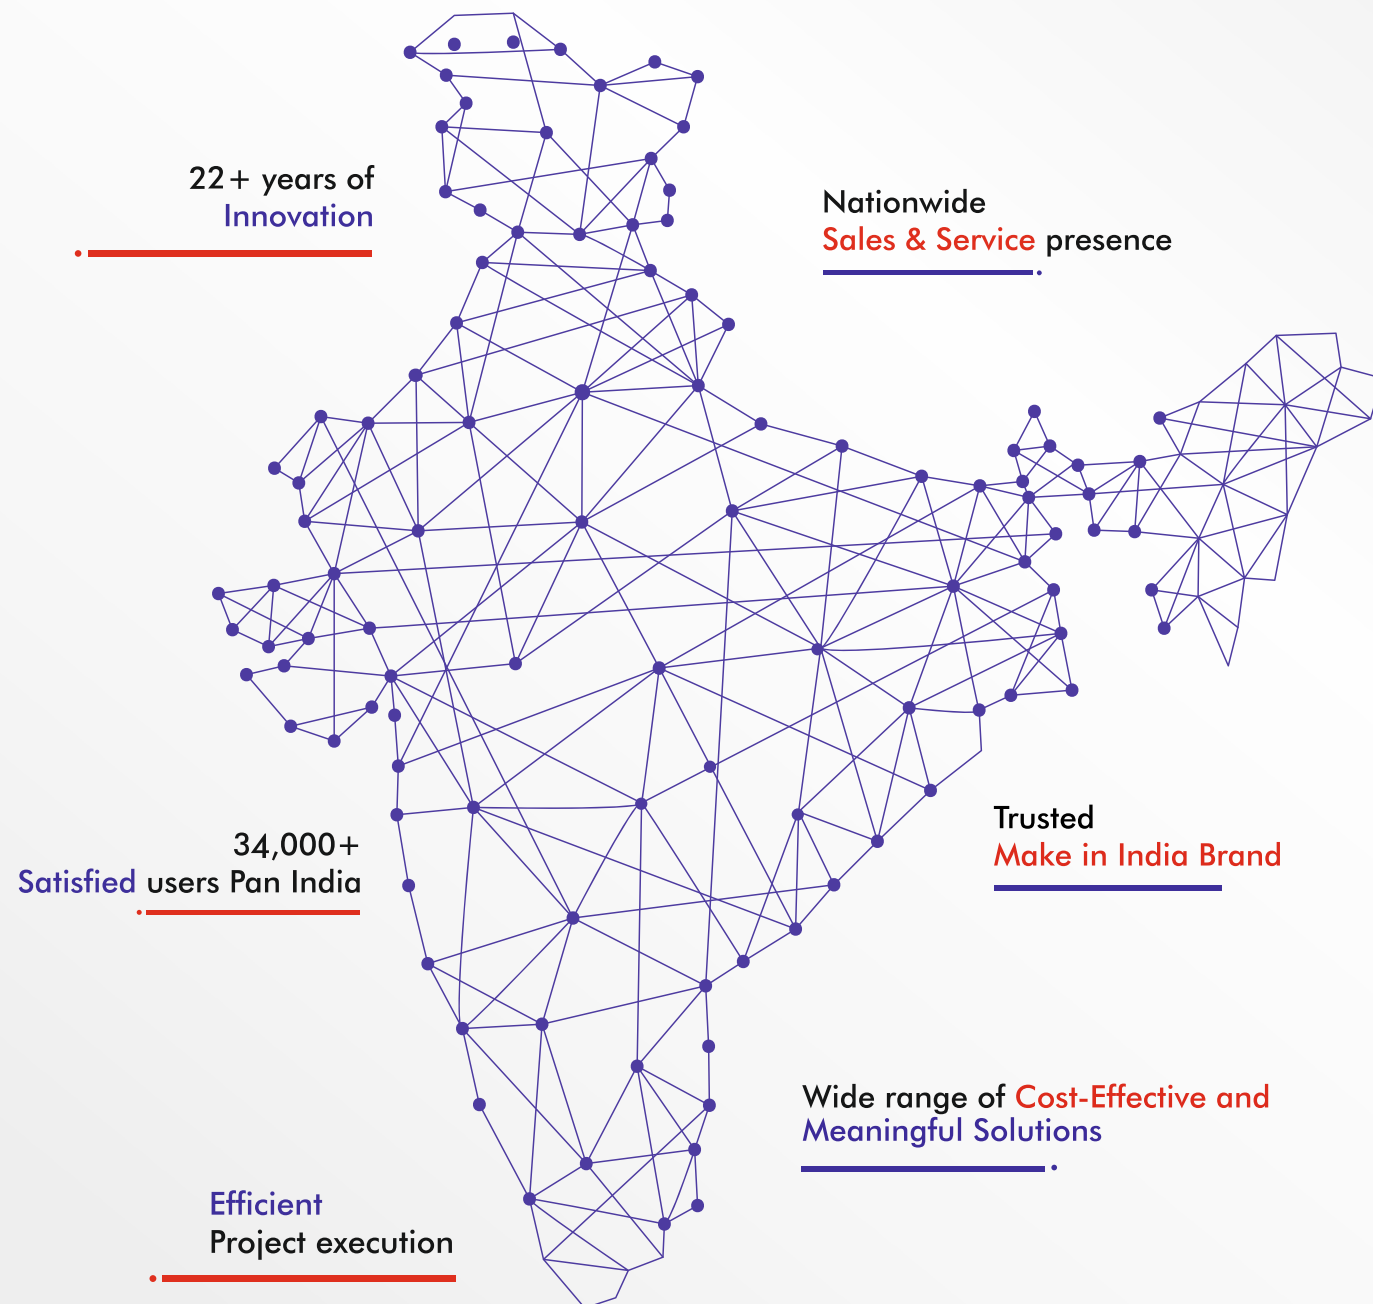 22+ years of
Innovation
Nationwide
Sales & Service presence
34,000+
Satisfied users Pan India
Trusted
Make in India Brand
Wide range of Cost-Effective and
Meaningful Solutions
Efficient
Project execution